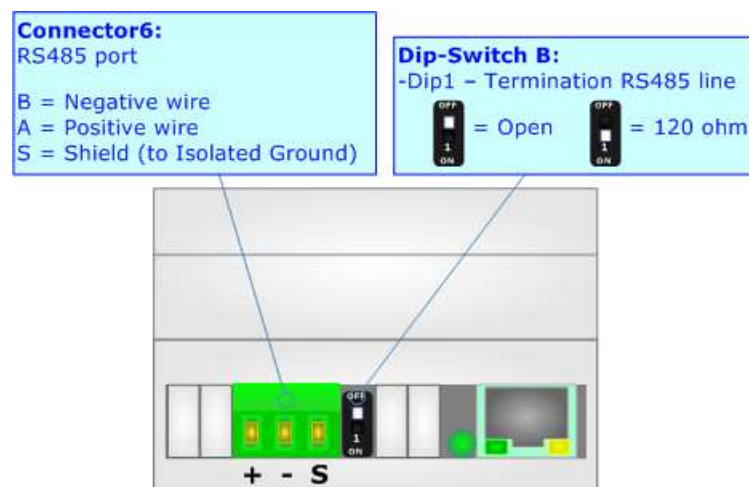 Connector6:
RS485 port
B = Negative wire
A = Positive wire
S = Shield (to Isolated Ground)
Dip-Switch B:
-Dip1 – Termination RS485 line
OFF
1
ON
= Open
OFF
1
ON
= 120 ohm
OFF
1
ON
+ - S